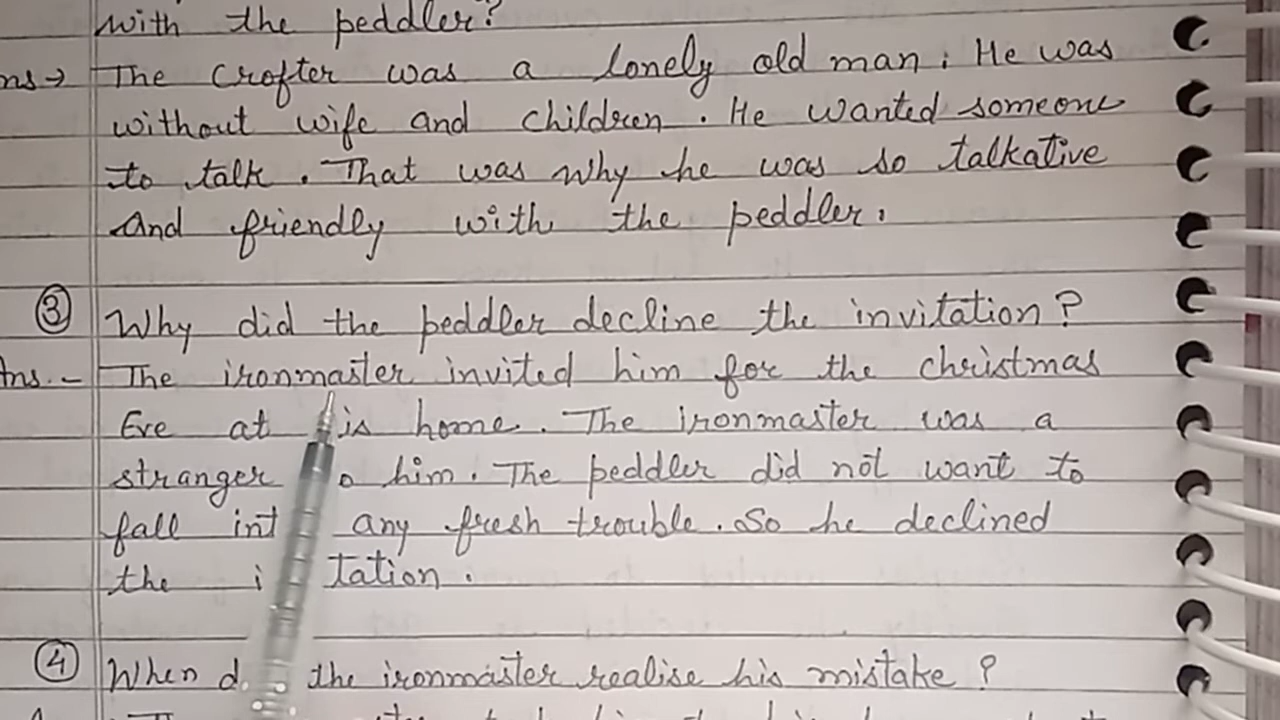 with the peddler?
ns → The Crofter was a lonely old man. He was
without wife and children. He wanted someone
to talk. That was why he was so talkative
And friendly with the peddler.
③ Why did the peddler decline the invitation?
Ans. - The ironmaster invited him for the christmas
Eve at is home. The ironmaster was a
stranger o him. The peddler did not want to
fall int any fresh trouble. So he declined
the i tation.
④ When d the ironmaster realise his mistake?